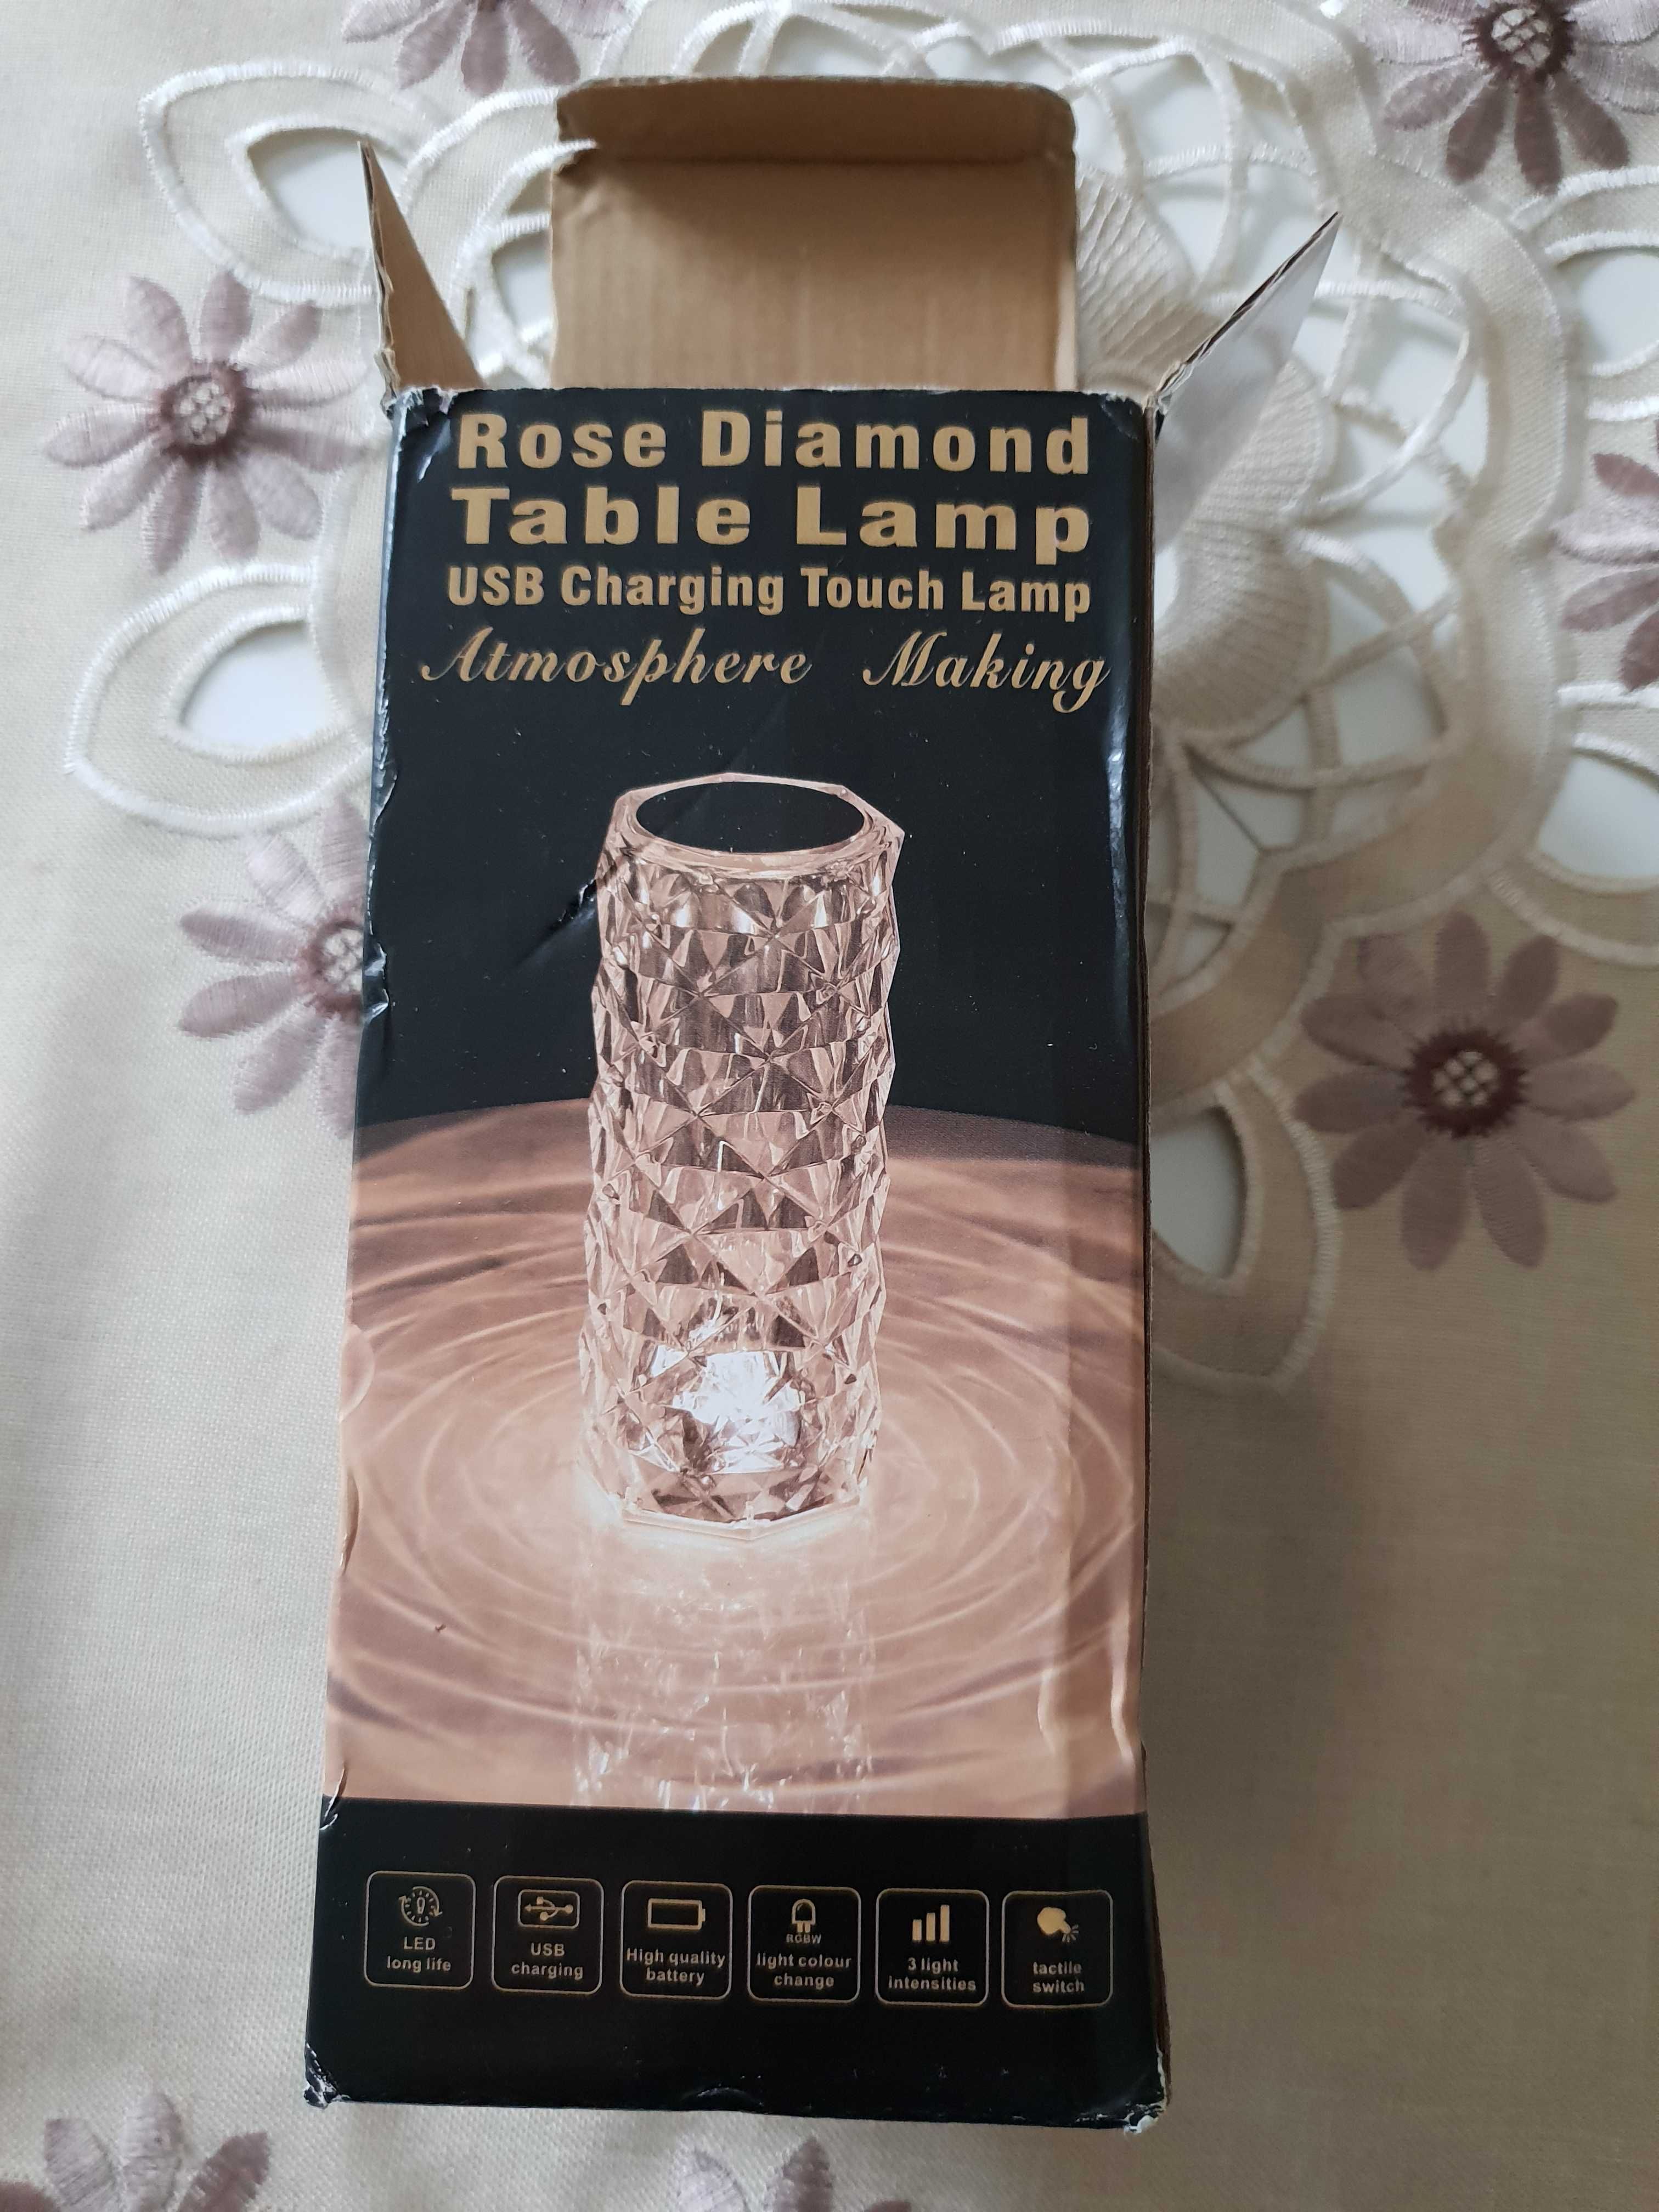 Rose Diamond
Table Lamp
USB Charging Touch Lamp
Atmosphere Making
LED
long life
USB
charging
High quality
battery
RGBW
light colour
change
3 light
intensities
tactile
switch